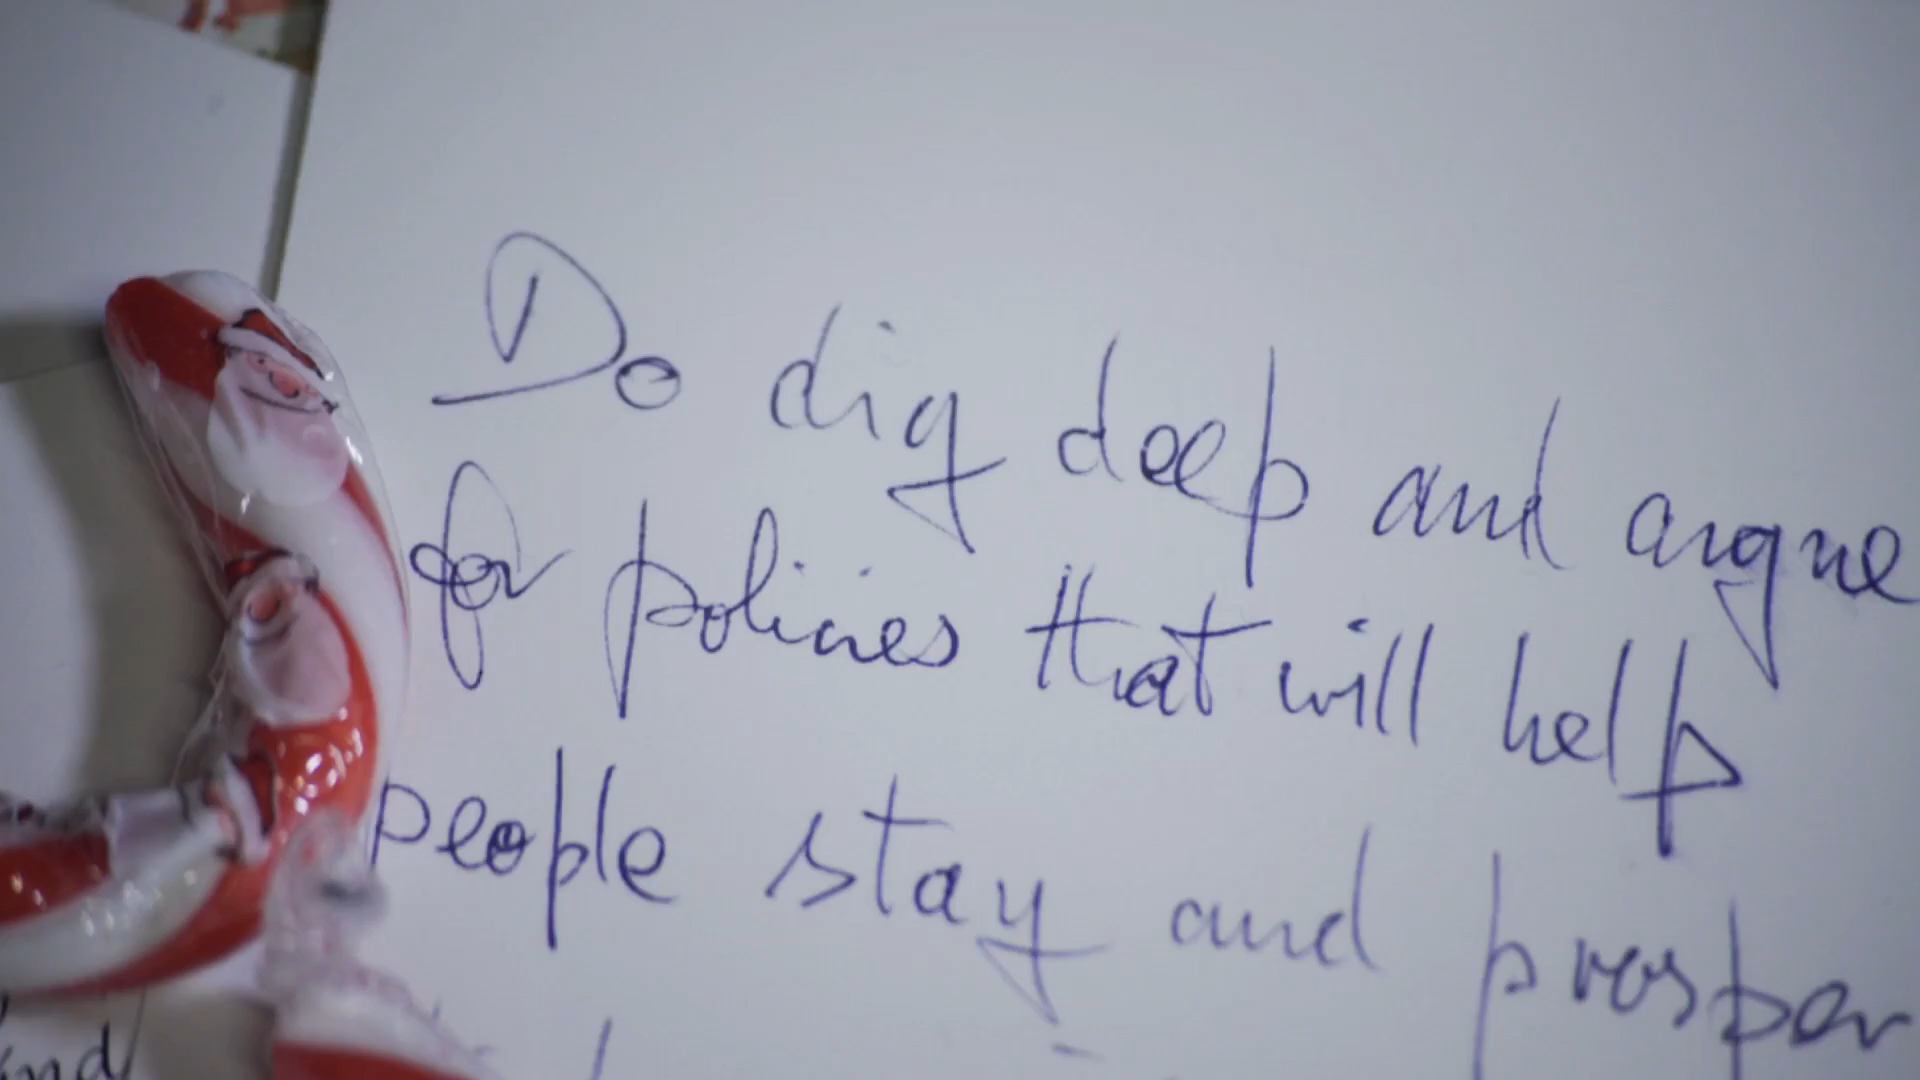 Do dig deep and argue
for policies that will help
people stay and prosper